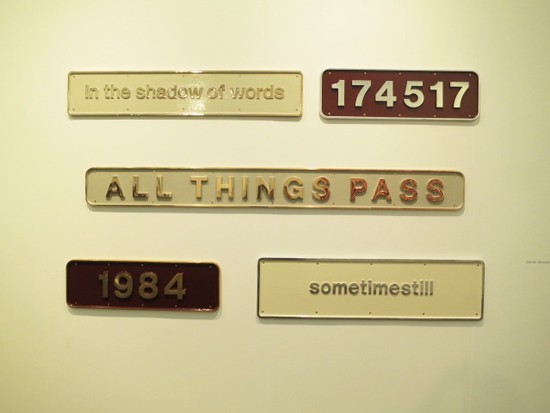 In the shadow of words
174517
ALL THINGS PASS
1984
sometimestill